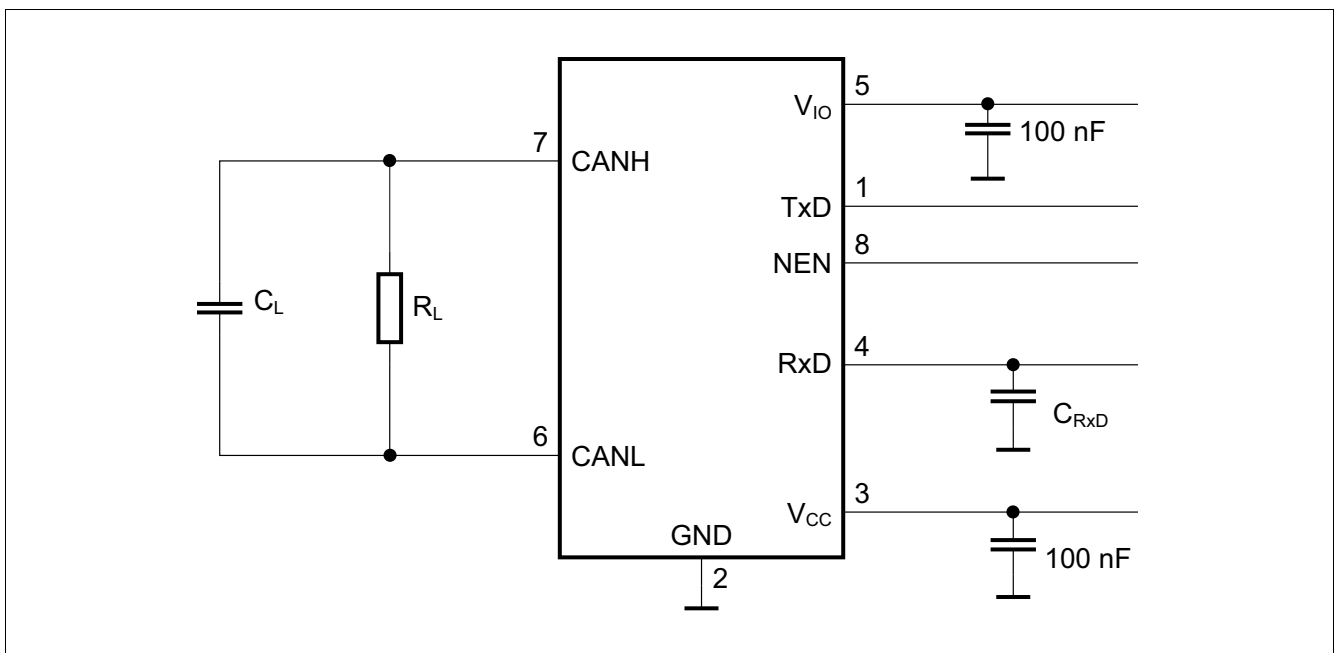 5
V_IO
100 nF
7
CANH
1
TxD
8
NEN
C_L
R_L
4
RxD
C_RxD
6
CANL
3
V_CC
GND
100 nF
2